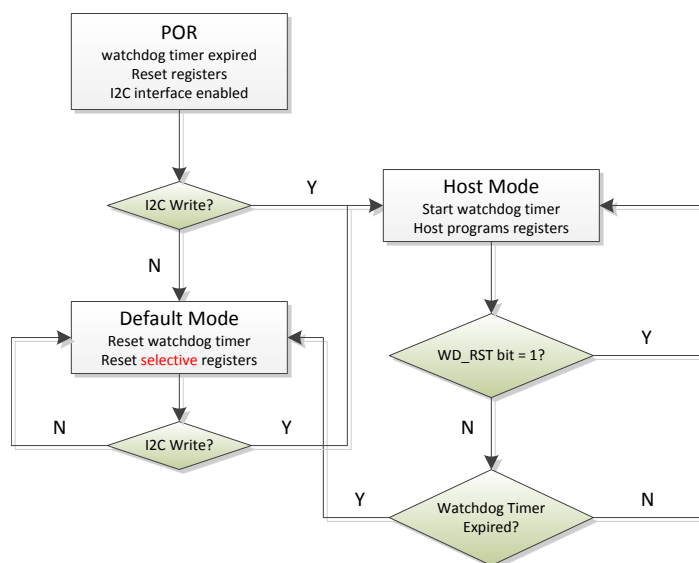 POR
watchdog timer expired
Reset registers
I2C interface enabled
I2C Write?
Y
N
Host Mode
Start watchdog timer
Host programs registers
Default Mode
Reset watchdog timer
Reset selective registers
WD_RST bit = 1?
Y
N
I2C Write?
N
Y
Watchdog Timer
Expired?
Y
N